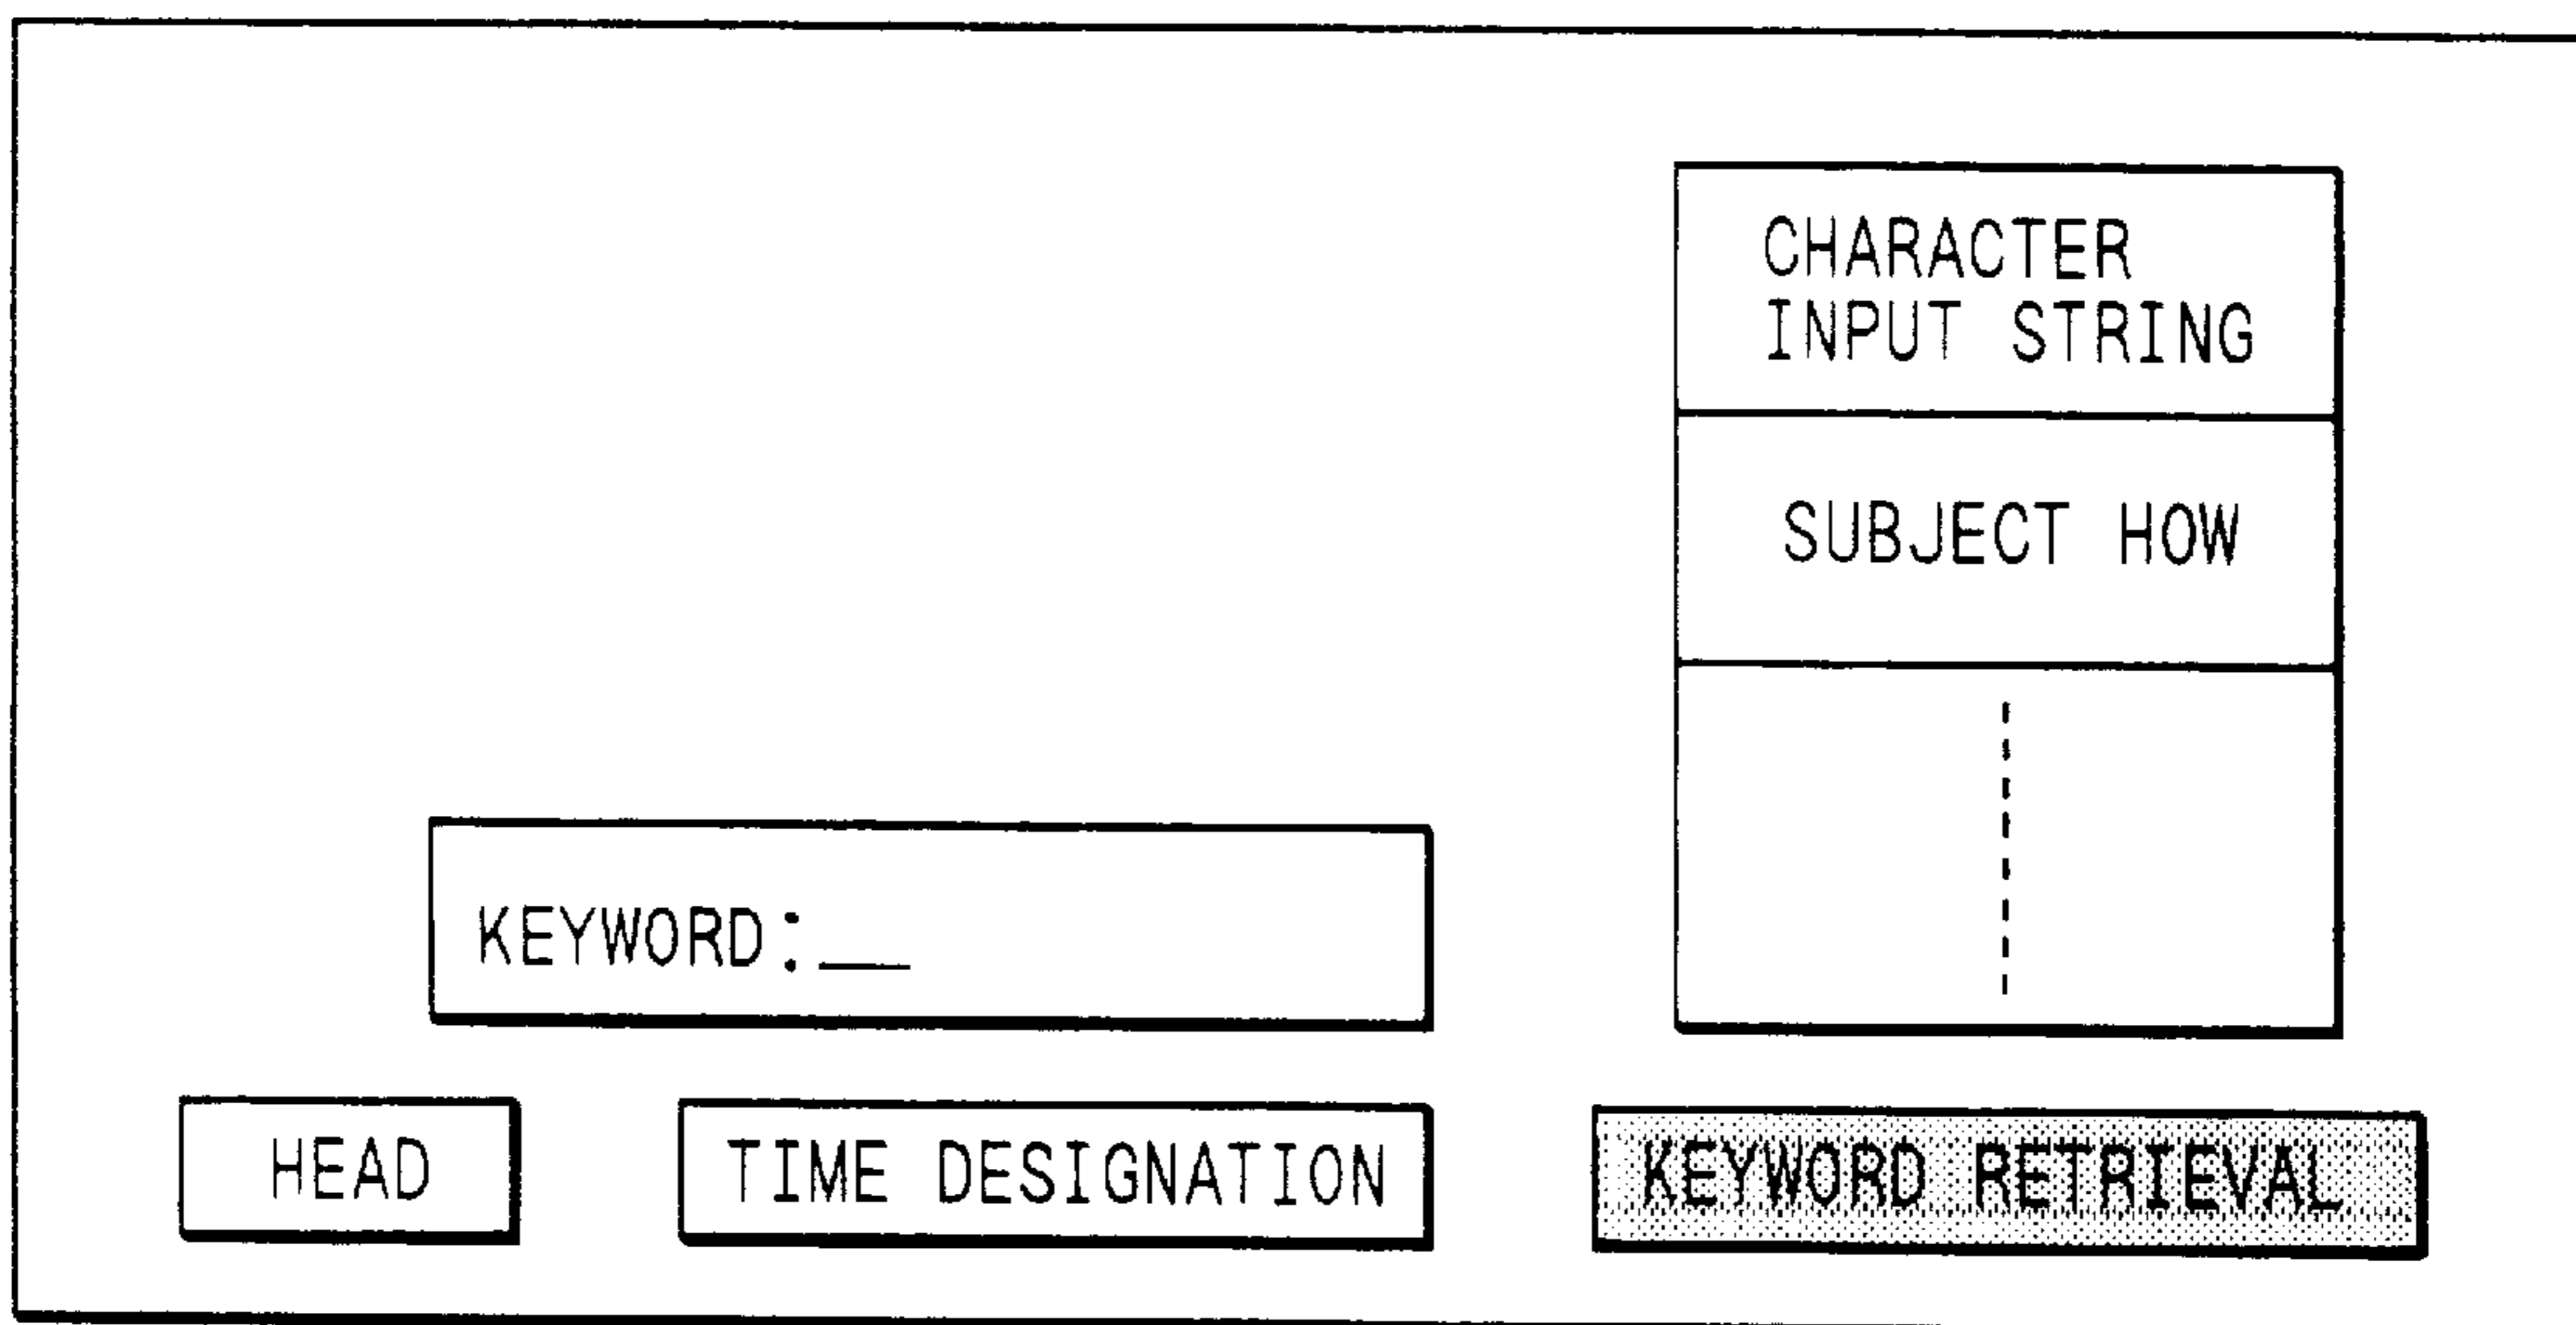 CHARACTER
INPUT STRING
SUBJECT HOW
KEYWORD:__
HEAD
TIME DESIGNATION
KEYWORD RETRIEVAL